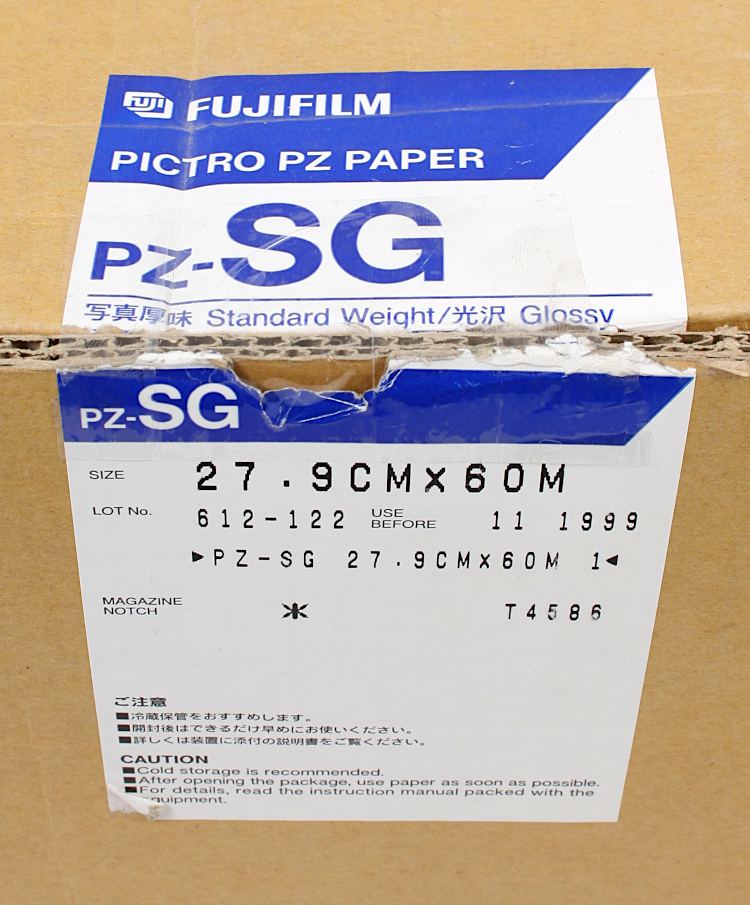 FUJI FUJIFILM
PICTRO PZ PAPER
PZ-SG
写真厚味 Standard Weight/光沢 Glossy
PZ-SG
SIZE 27.9CMx60M
LOT No. 612-122 USE BEFORE 11 1999
►PZ-SG 27.9CMx60M 1◄
MAGAZINE NOTCH ж T4586
ご注意
■冷蔵保管をおすすめします。
■開封後はできるだけ早めにお使いください。
■詳しくは装置に添付の説明書をご覧ください。
CAUTION
■Cold storage is recommended.
■After opening the package, use paper as soon as possible.
■For details, read the instruction manual packed with the
equipment.